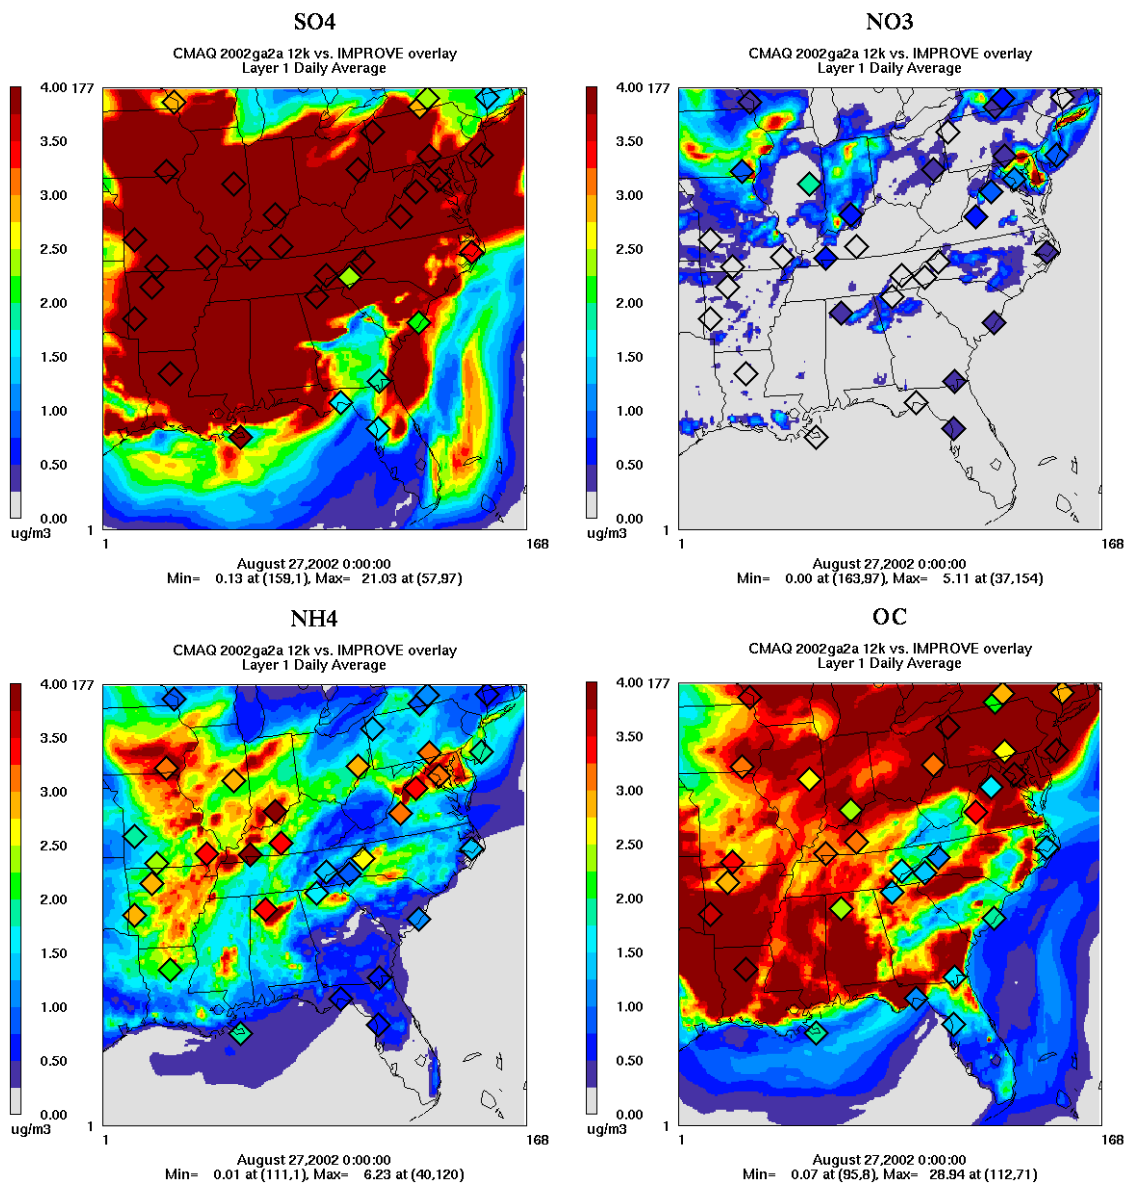 SO4
CMAQ 2002ga2a 12k vs. IMPROVE overlay
Layer 1 Daily Average
4.00 177
3.50
3.00
2.50
2.00
1.50
1.00
0.50
0.00
ug/m3
1
1 168
August 27,2002 0:00:00
Min= 0.13 at (159,1), Max= 21.03 at (57,97)
NO3
CMAQ 2002ga2a 12k vs. IMPROVE overlay
Layer 1 Daily Average
4.00 177
3.50
3.00
2.50
2.00
1.50
1.00
0.50
0.00
ug/m3
1
1 168
August 27,2002 0:00:00
Min= 0.00 at (163,97), Max= 5.11 at (37,154)
NH4
CMAQ 2002ga2a 12k vs. IMPROVE overlay
Layer 1 Daily Average
4.00 177
3.50
3.00
2.50
2.00
1.50
1.00
0.50
0.00
ug/m3
1
1 168
August 27,2002 0:00:00
Min= 0.01 at (111,1), Max= 6.23 at (40,120)
OC
CMAQ 2002ga2a 12k vs. IMPROVE overlay
Layer 1 Daily Average
4.00 177
3.50
3.00
2.50
2.00
1.50
1.00
0.50
0.00
ug/m3
1
1 168
August 27,2002 0:00:00
Min= 0.07 at (95,8), Max= 28.94 at (112,71)